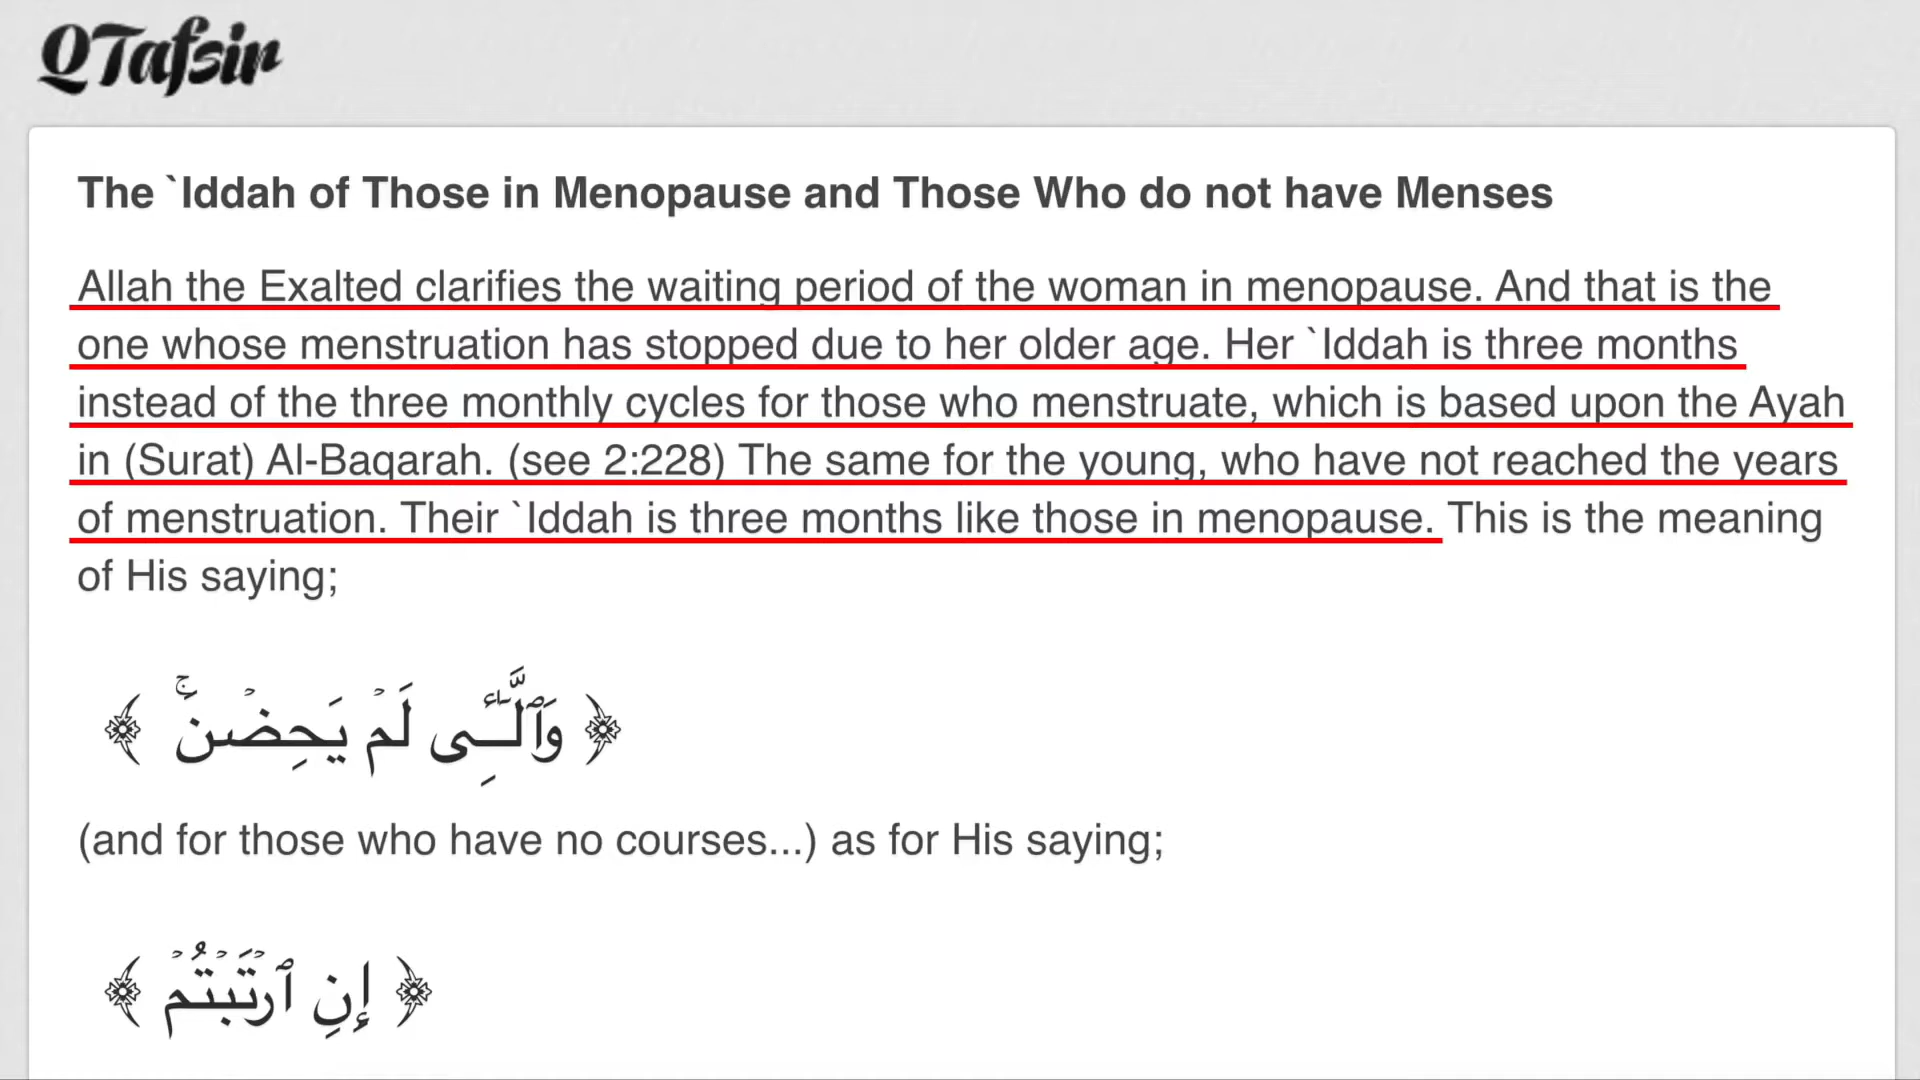 QTafsir
The `Iddah of Those in Menopause and Those Who do not have Menses
Allah the Exalted clarifies the waiting period of the woman in menopause. And that is the
one whose menstruation has stopped due to her older age. Her `Iddah is three months
instead of the three monthly cycles for those who menstruate, which is based upon the Ayah
in (Surat) Al-Baqarah. (see 2:228) The same for the young, who have not reached the years
of menstruation. Their `Iddah is three months like those in menopause. This is the meaning
of His saying;
﴿ وَٱلَّـٰٓـِٔى لَمۡ يَحِضۡنَۚ ﴾
(and for those who have no courses...) as for His saying;
﴿ إِنِ ٱرۡتَبۡتُمۡ ﴾